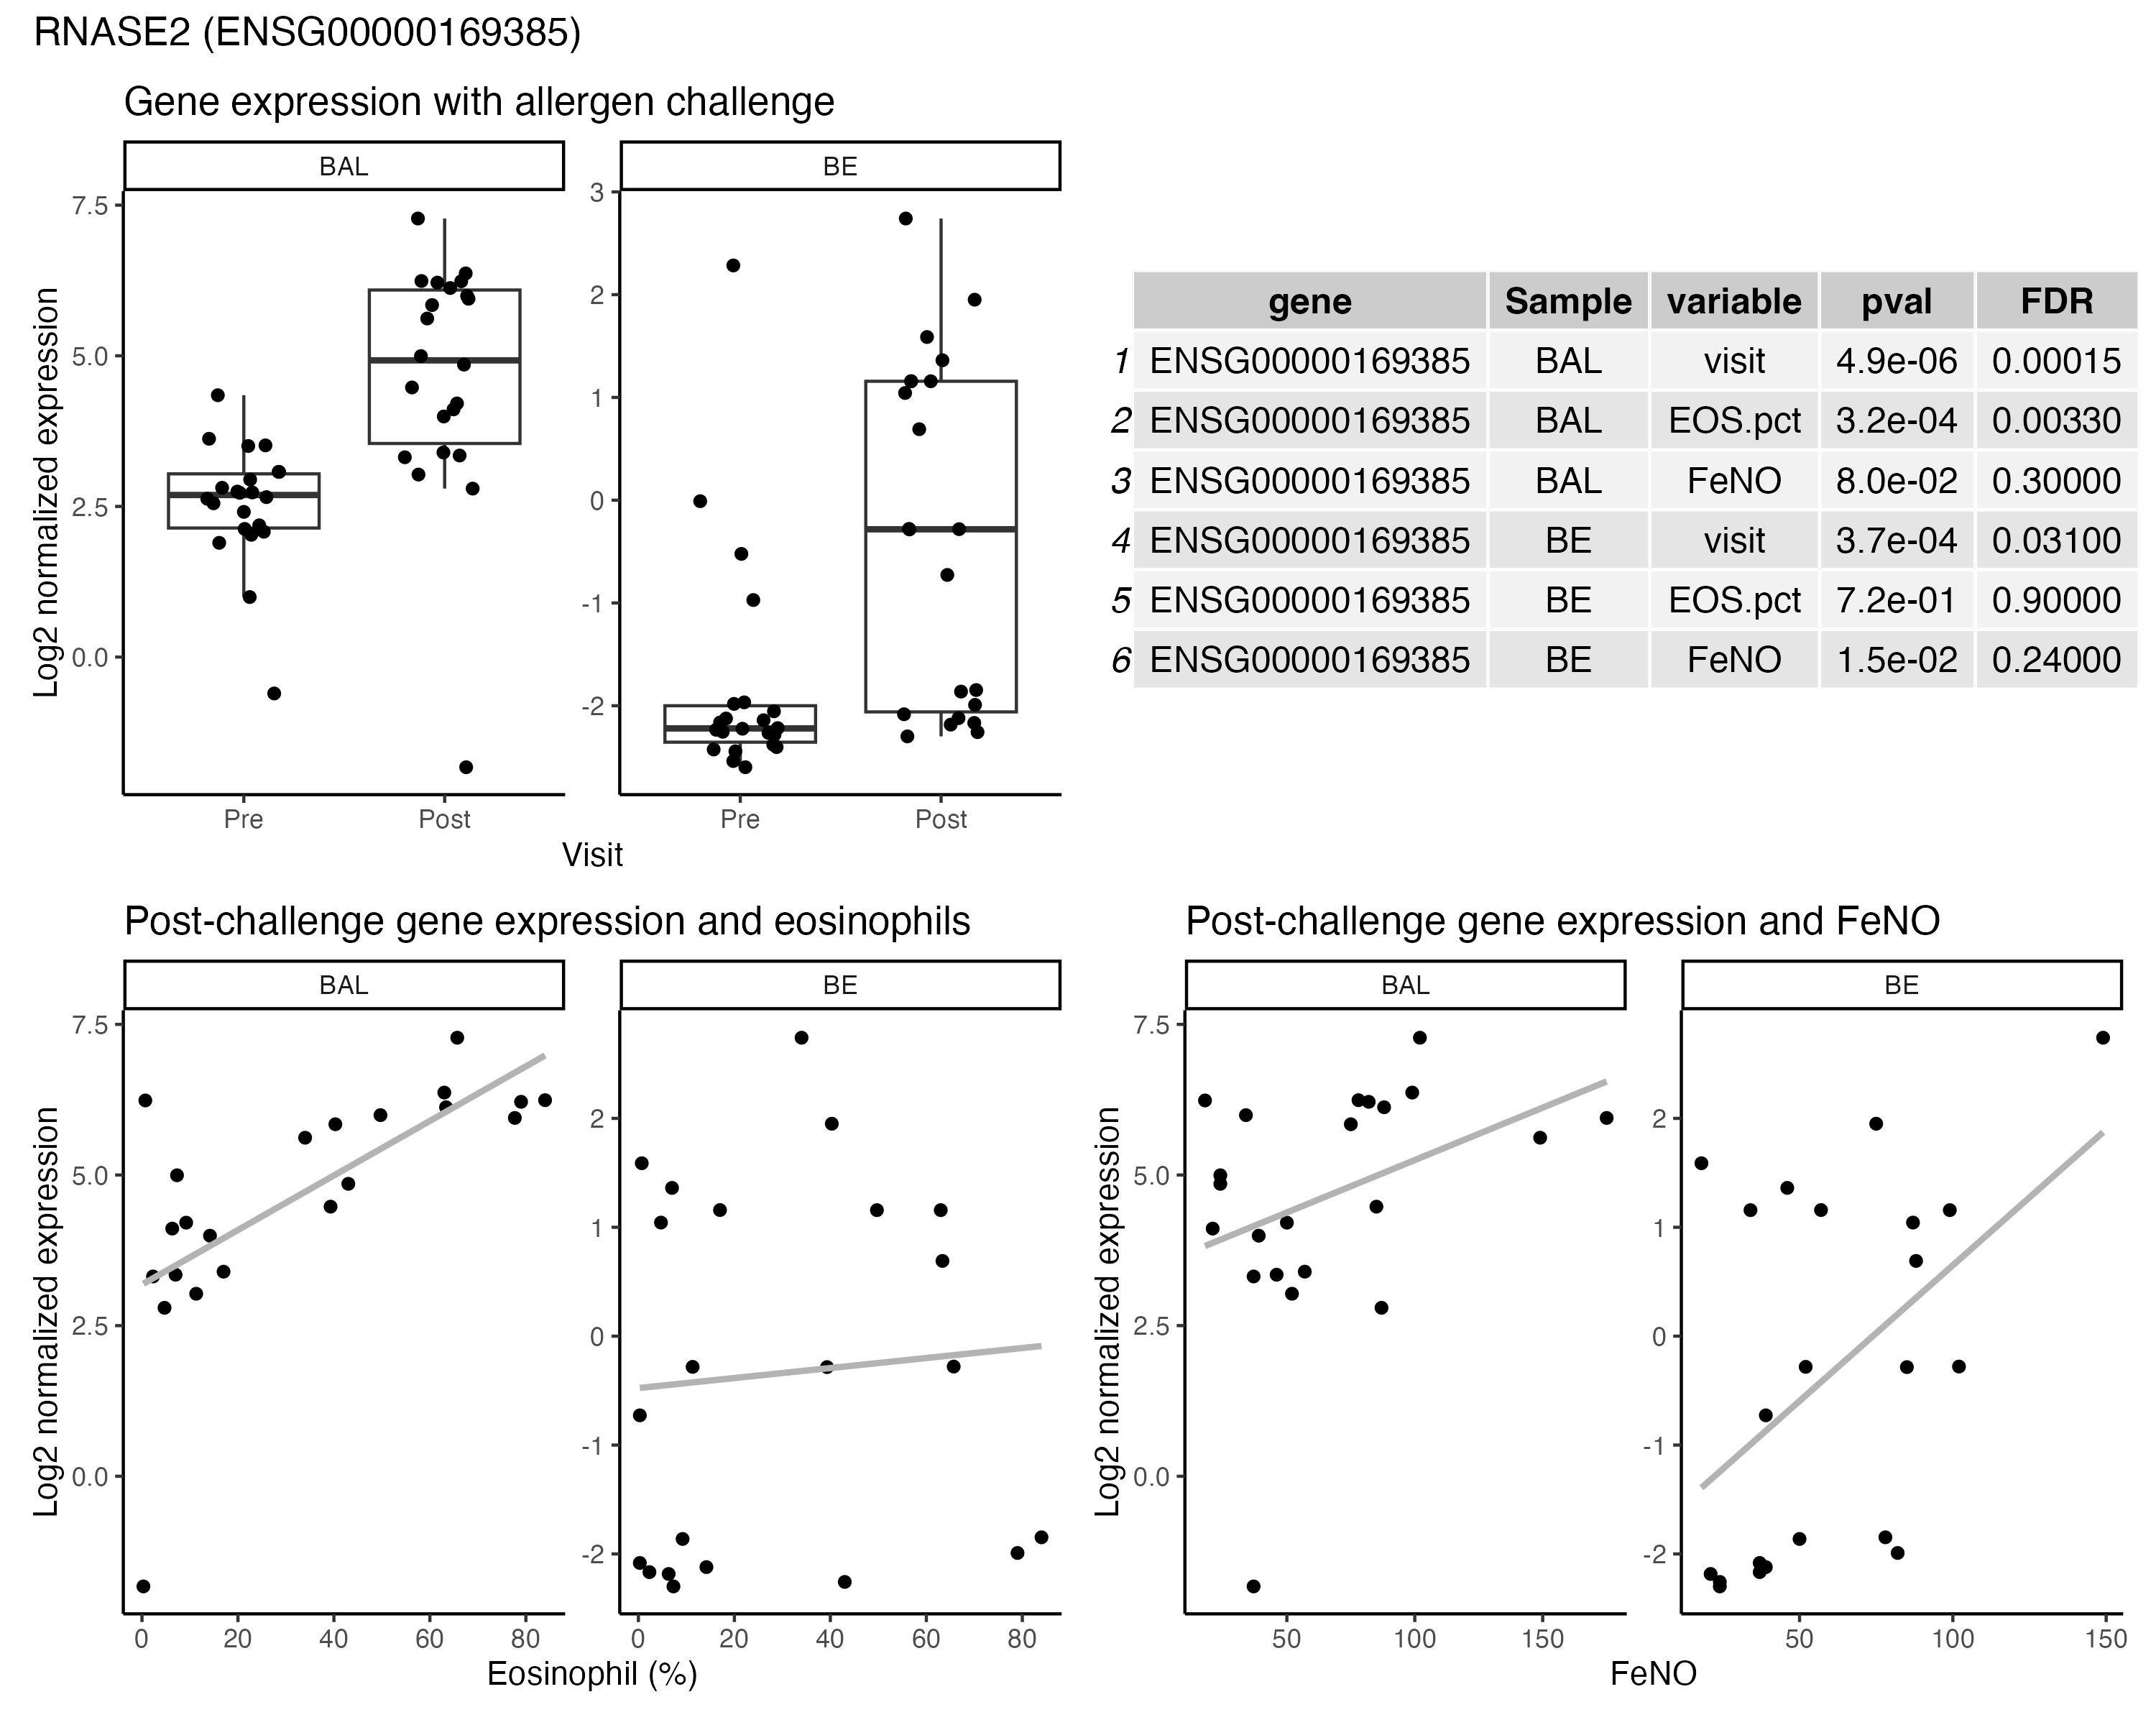 RNASE2 (ENSG00000169385)
Gene expression with allergen challenge
BAL
BE
Log2 normalized expression
7.5
5.0
2.5
0.0
3
2
1
0
-1
-2
Pre
Post
Pre
Post
Visit
gene Sample variable pval FDR
1 ENSG00000169385 BAL visit 4.9e-06 0.00015
2 ENSG00000169385 BAL EOS.pct 3.2e-04 0.00330
3 ENSG00000169385 BAL FeNO 8.0e-02 0.30000
4 ENSG00000169385 BE visit 3.7e-04 0.03100
5 ENSG00000169385 BE EOS.pct 7.2e-01 0.90000
6 ENSG00000169385 BE FeNO 1.5e-02 0.24000
Post-challenge gene expression and eosinophils
BAL
BE
Log2 normalized expression
7.5
5.0
2.5
0.0
2
1
0
-1
-2
0 20 40 60 80
0 20 40 60 80
Eosinophil (%)
Post-challenge gene expression and FeNO
BAL
BE
Log2 normalized expression
7.5
5.0
2.5
0.0
2
1
0
-1
-2
50 100 150
50 100 150
FeNO